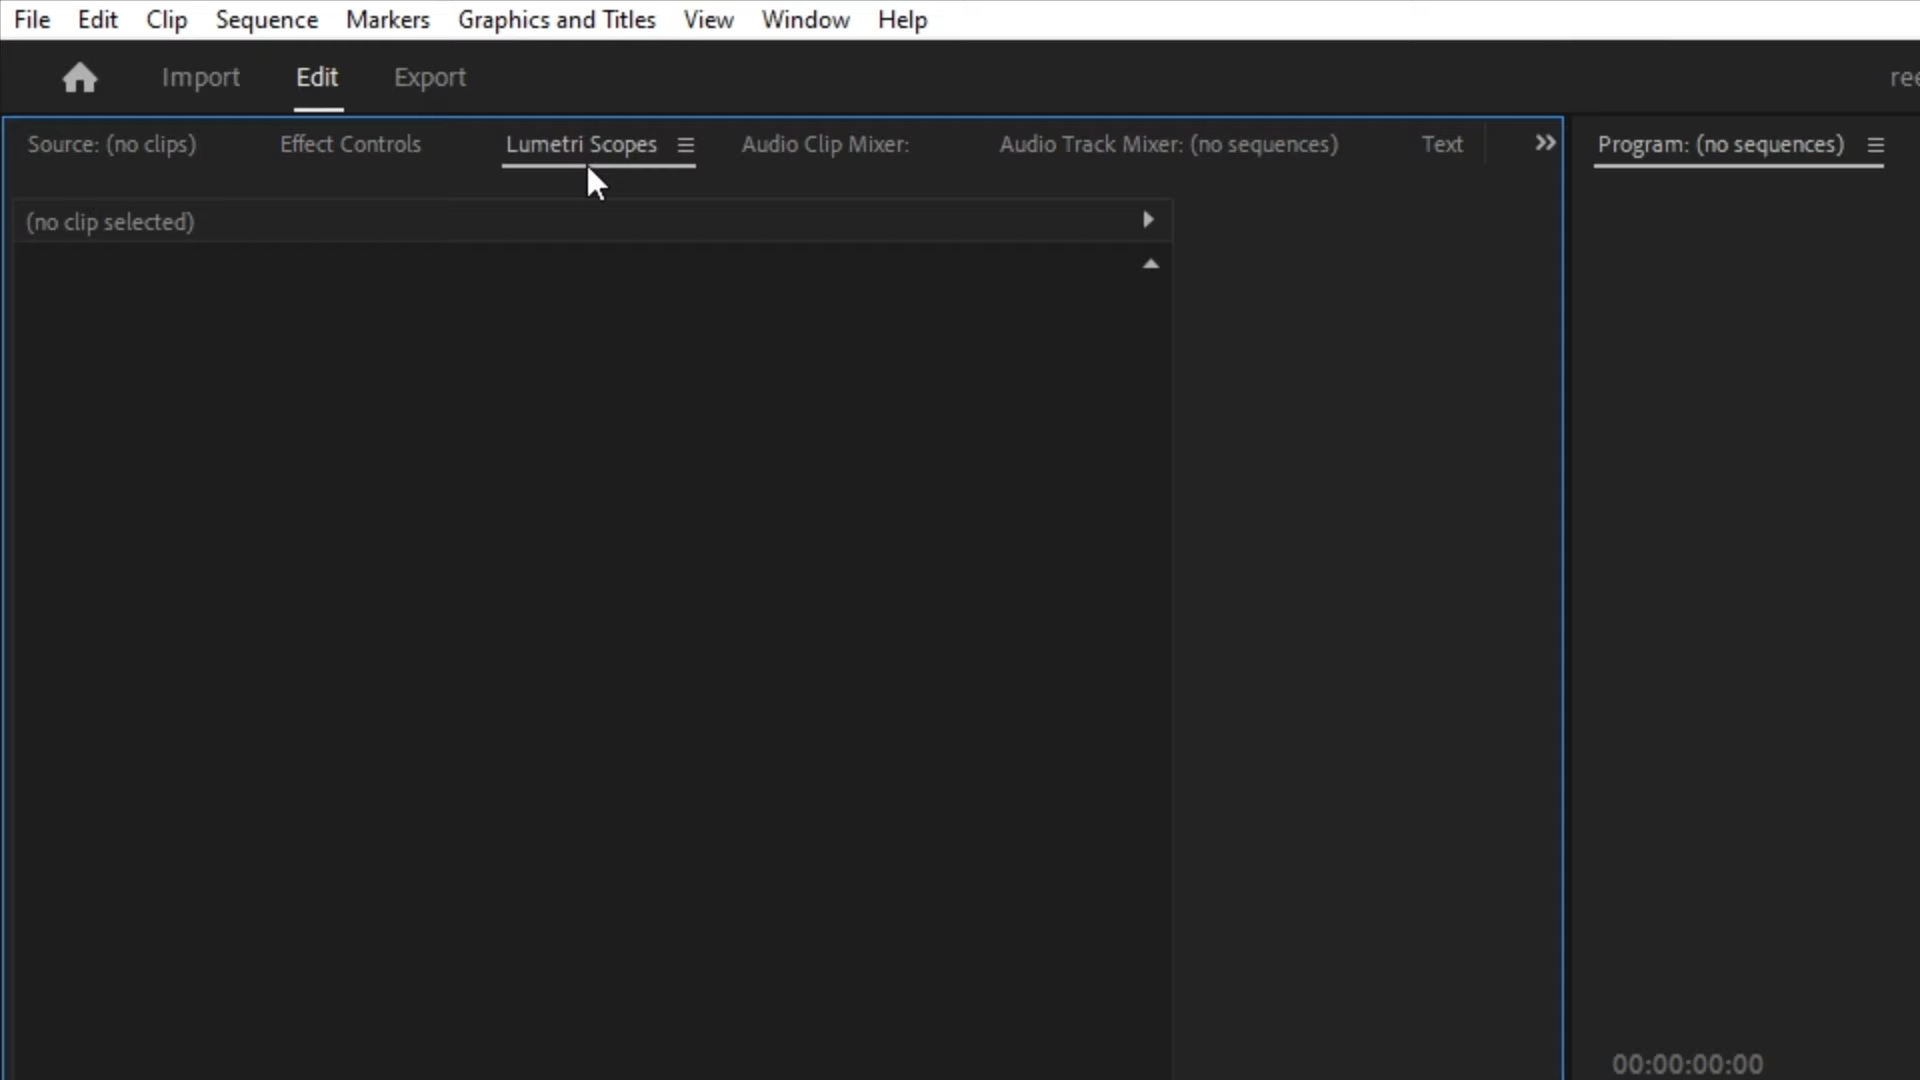 File Edit Clip Sequence Markers Graphics and Titles View Window Help
Import Edit Export
Source: (no clips) Effect Controls Lumetri Scopes Audio Clip Mixer: Audio Track Mixer: (no sequences) Text Program: (no sequences)
(no clip selected)
00:00:00:00